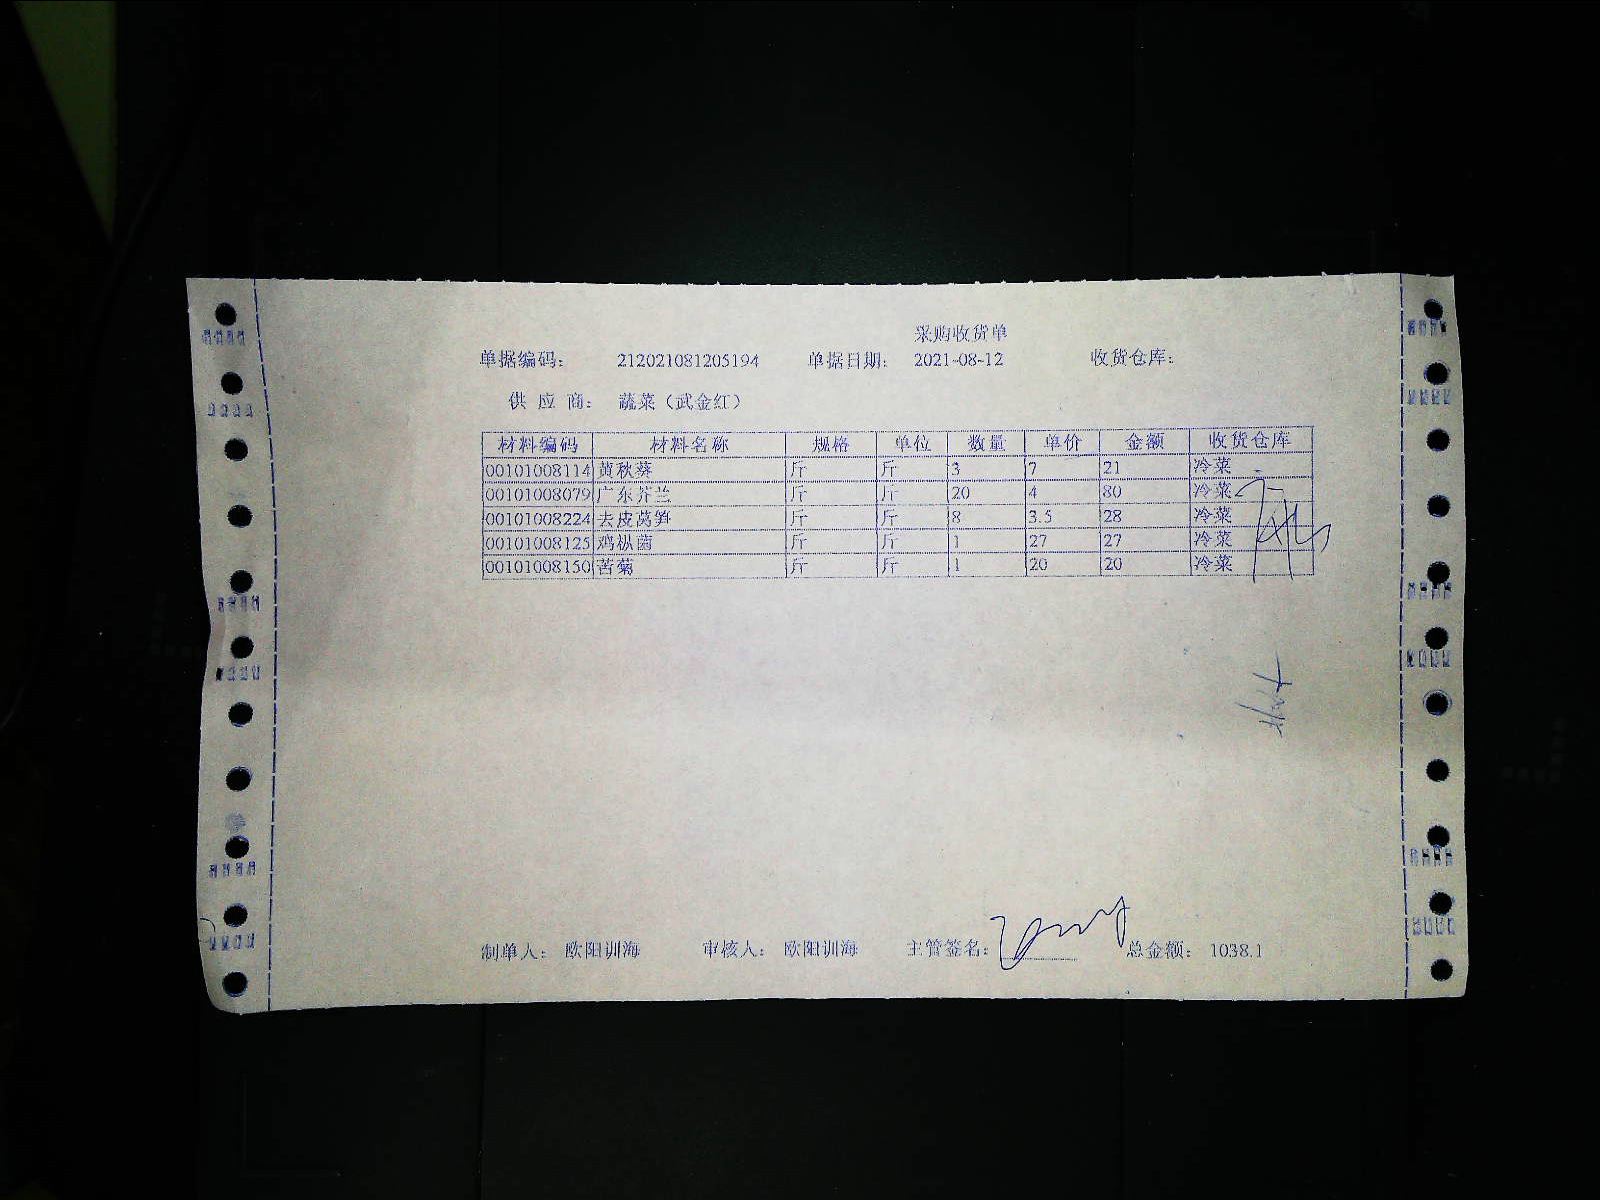 采购收货单
单据编码： 212021081205194 单据日期： 2021-08-12 收货仓库：
供 应 商： 蔬菜（武金红）
材料编码 材料名称 规格 单位 数量 单价 金额 收货仓库
00101008114 黄秋葵 斤 斤 3 7 21 冷菜
00101008079 广东芥兰 斤 斤 20 4 80 冷菜
00101008224 去皮莴笋 斤 斤 8 3.5 28 冷菜
00101008125 鸡枞菌 斤 斤 1 27 27 冷菜
00101008150 苦菊 斤 斤 1 20 20 冷菜
制单人： 欧阳训海 审核人： 欧阳训海 主管签名： 总金额： 1038.1